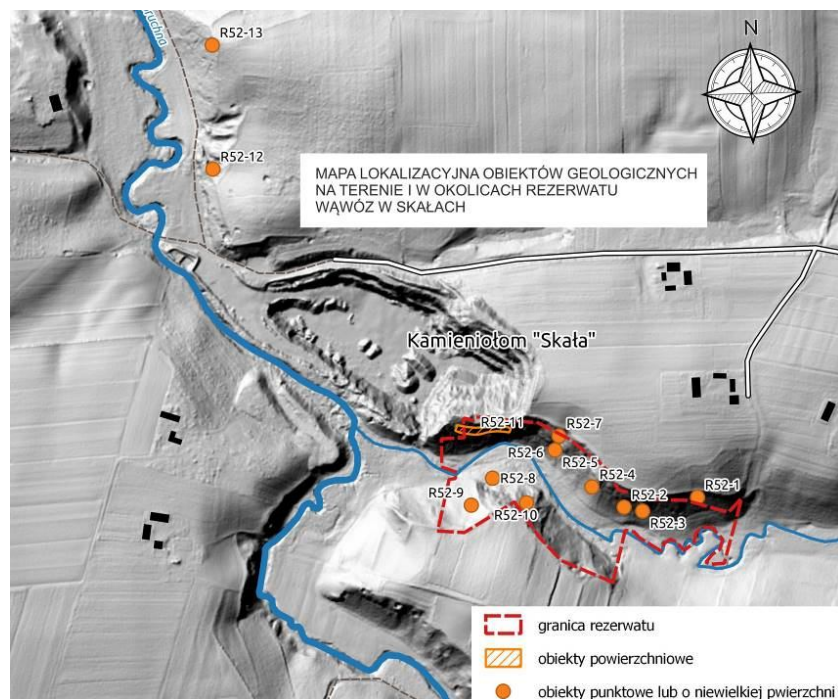 R52-13
N
R52-12
MAPA LOKALIZACYJNA OBIEKTÓW GEOLOGICZNYCH
NA TERENIE I W OKOLICACH REZERWATU
WĄWÓZ W SKAŁACH
Kamieniołom "Skała"
R52-11
R52-7
R52-6
R52-5
R52-4
R52-8
R52-1
R52-9
R52-2
R52-10
R52-3
granica rezerwatu
obiekty powierzchniowe
obiekty punktowe lub o niewielkiej pwierzchni